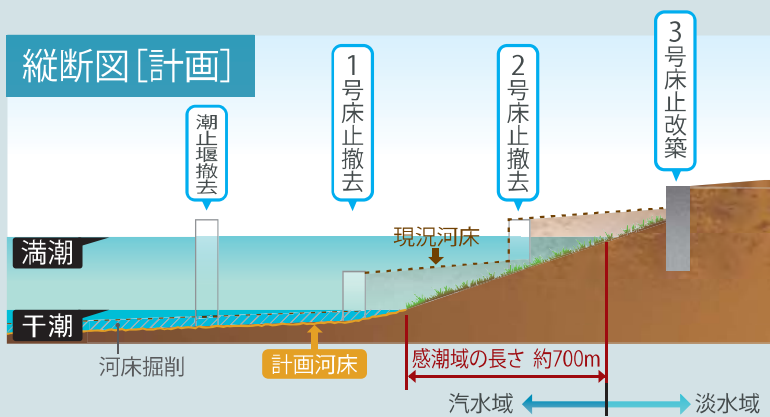 縦断図[計画]
潮止堰撤去
1号床止撤去
2号床止撤去
3号床止改築
現況河床
満潮
干潮
河床掘削
計画河床
感潮域の長さ 約700m
汽水域
淡水域